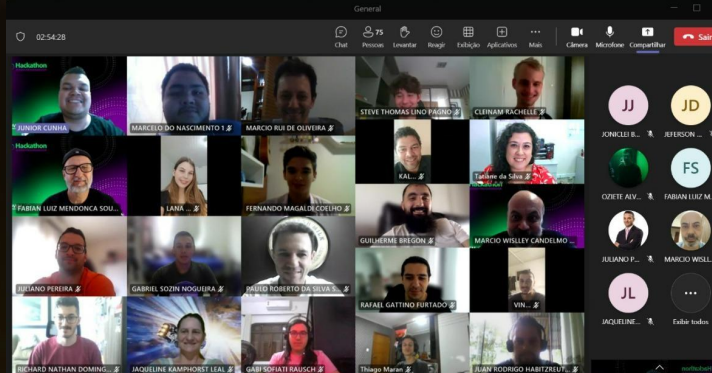 General
02:54:28
75
Chat
Pessoas
Levantar
Reagir
Exibição
Aplicativos
Mais
Câmera
Microfone
Compartilhar
Sair
Hackathon
JUNIOR CUNHA
MARCELO DO NASCIMENTO 1
MARCIO RUI DE OLIVEIRA
STEVE THOMAS LINO PAGNO
CLEINAM RACHELLE
Hackathon
FABIAN LUIZ MENDONCA SOU...
LANA ...
FERNANDO MAGALDI COELHO
KAL...
Tatiane da Silva
JULIANO PEREIRA
GABRIEL SOZIN NOGUEIRA
PAULO ROBERTO DA SILVA S...
GUILHERME BREGON
MARCIO WISLLEY CANDELMO ...
RAFAEL GATTINO FURTADO
VIN...
RICHARD NATHAN DOMING...
JAQUELINE KAMPHORST LEAL
GABI SOFIATI RAUSCH
Thiago Maran
JUAN RODRIGO HABITZREUT...
JJ
JD
JONICLEI B...
JEFERSON ...
FS
OZIETE ALV...
FABIAN LUIZ M...
JULIANO P...
MARCIO WISLL...
JL
...
JAQUELINE...
Exibir todos